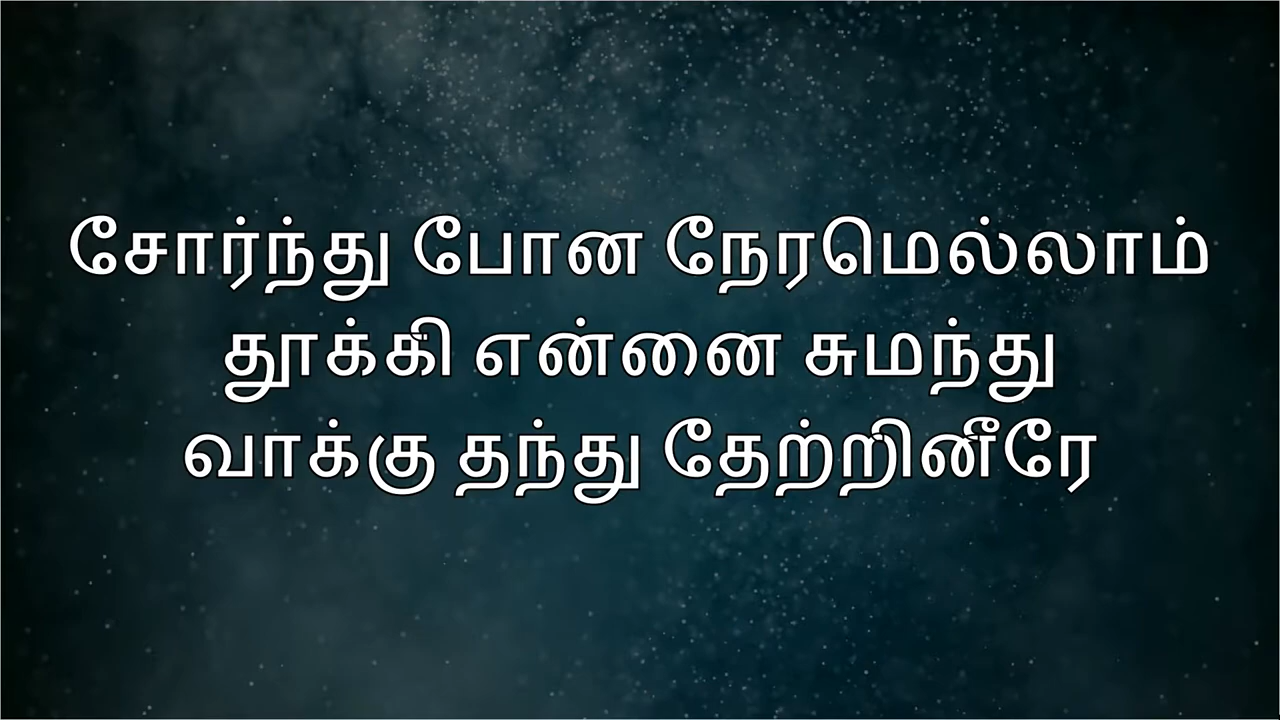 சோர்ந்து போன நேரமெல்லாம்
தூக்கி என்னை சுமந்து
வாக்கு தந்து தேற்றினீரே